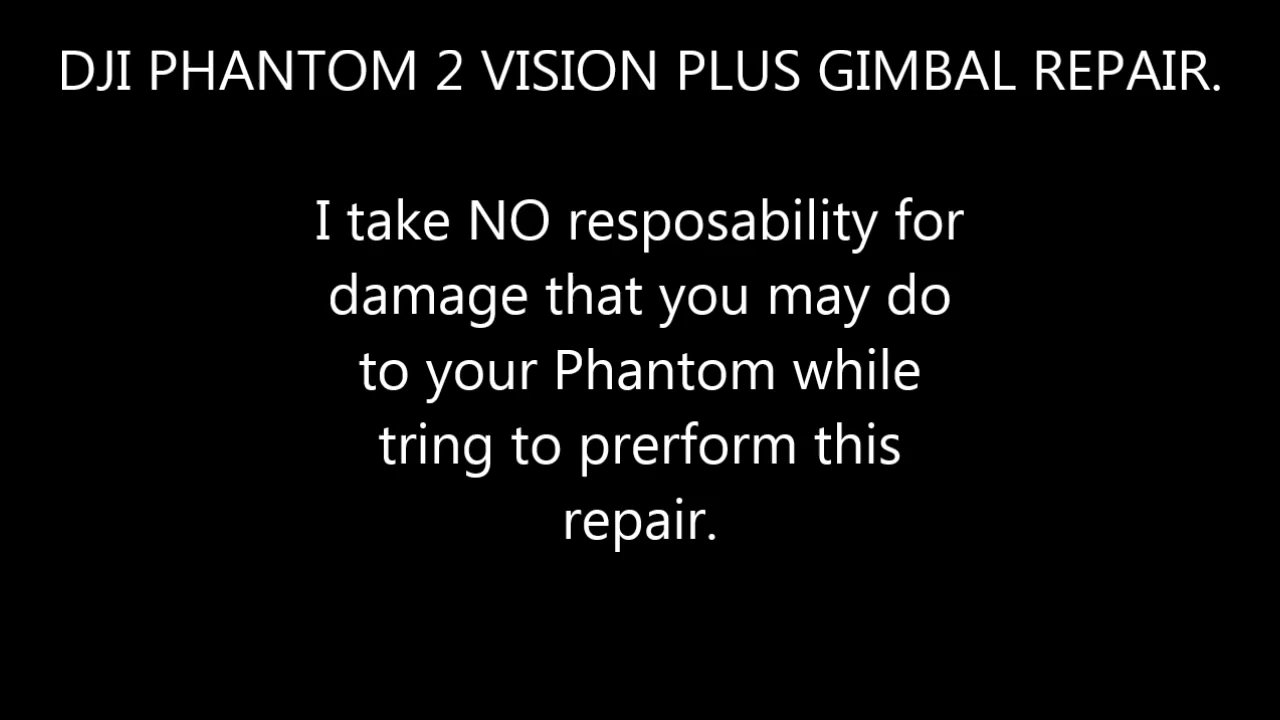 DJI PHANTOM 2 VISION PLUS GIMBAL REPAIR.
I take NO resposability for
damage that you may do
to your Phantom while
tring to prerform this
repair.